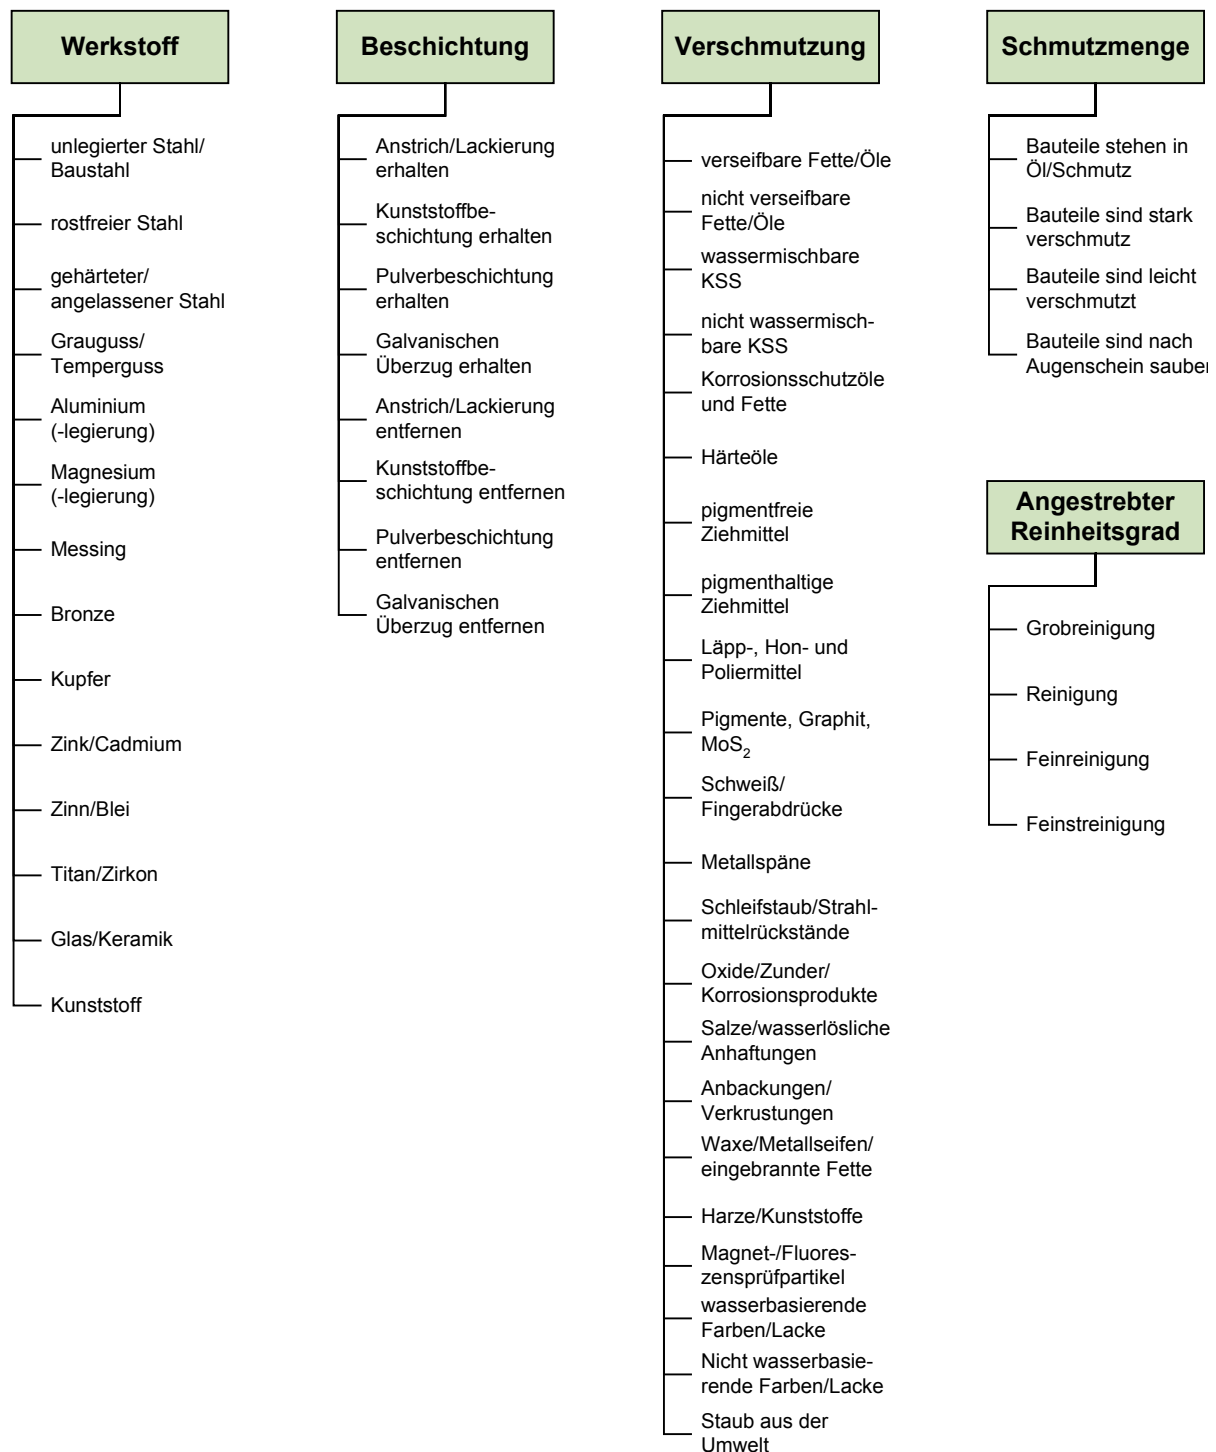 Werkstoff
unlegierter Stahl/
Baustahl
rostfreier Stahl
gehärteter/
angelassener Stahl
Grauguss/
Temperguss
Aluminium
(-legierung)
Magnesium
(-legierung)
Messing
Bronze
Kupfer
Zink/Cadmium
Zinn/Blei
Titan/Zirkon
Glas/Keramik
Kunststoff
Beschichtung
Anstrich/Lackierung
erhalten
Kunststoffbe-
schichtung erhalten
Pulverbeschichtung
erhalten
Galvanischen
Überzug erhalten
Anstrich/Lackierung
entfernen
Kunststoffbe-
schichtung entfernen
Pulverbeschichtung
entfernen
Galvanischen
Überzug entfernen
Verschmutzung
verseifbare Fette/Öle
nicht verseifbare
Fette/Öle
wassermischbare
KSS
nicht wassermisch-
bare KSS
Korrosionsschutzöle
und Fette
Härteöle
pigmentfreie
Ziehmittel
pigmenthaltige
Ziehmittel
Läpp-, Hon- und
Poliermittel
Pigmente, Graphit,
MoS₂
Schweiß/
Fingerabdrücke
Metallspäne
Schleifstaub/Strahl-
mittelrückstände
Oxide/Zunder/
Korrosionsprodukte
Salze/wasserlösliche
Anhaftungen
Anbackungen/
Verkrustungen
Waxe/Metallseifen/
eingebrannte Fette
Harze/Kunststoffe
Magnet-/Fluores-
zensprüfpartikel
wasserbasierende
Farben/Lacke
Nicht wasserbasie-
rende Farben/Lacke
Staub aus der
Umwelt
Schmutzmenge
Bauteile stehen in
Öl/Schmutz
Bauteile sind stark
verschmutz
Bauteile sind leicht
verschmutzt
Bauteile sind nach
Augenschein sauber
Angestrebter
Reinheitsgrad
Grobreinigung
Reinigung
Feinreinigung
Feinstreinigung